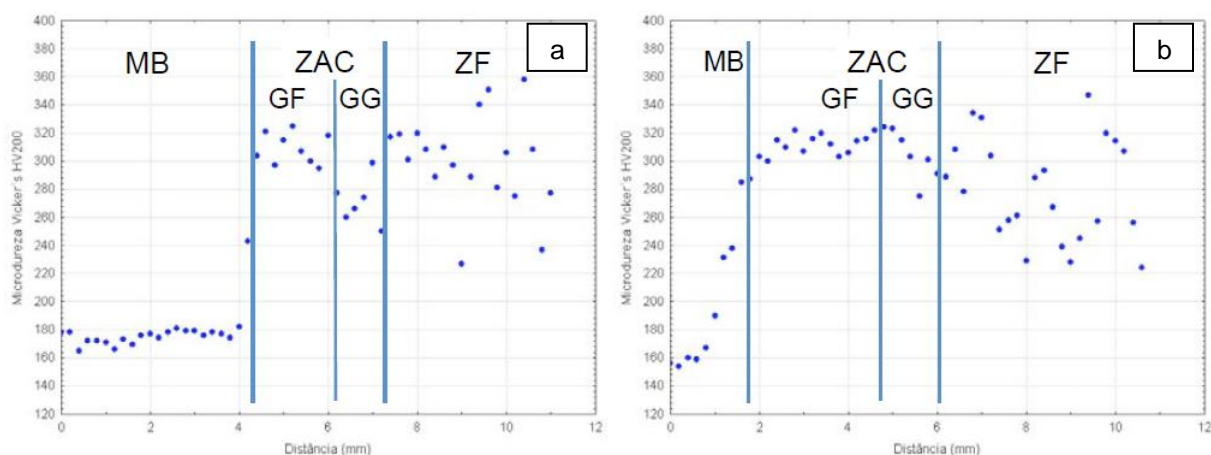 400
380
360
340
320
300
280
260
240
220
200
180
160
140
120
Microdureza Vicker´s HV200
MB
ZAC
ZF
a
GF
GG
0 2 4 6 8 10 12
Distância (mm)
400
380
360
340
320
300
280
260
240
220
200
180
160
140
120
Microdureza Vicker´s HV200
MB
ZAC
ZF
b
GF
GG
0 2 4 6 8 10 12
Distância (mm)